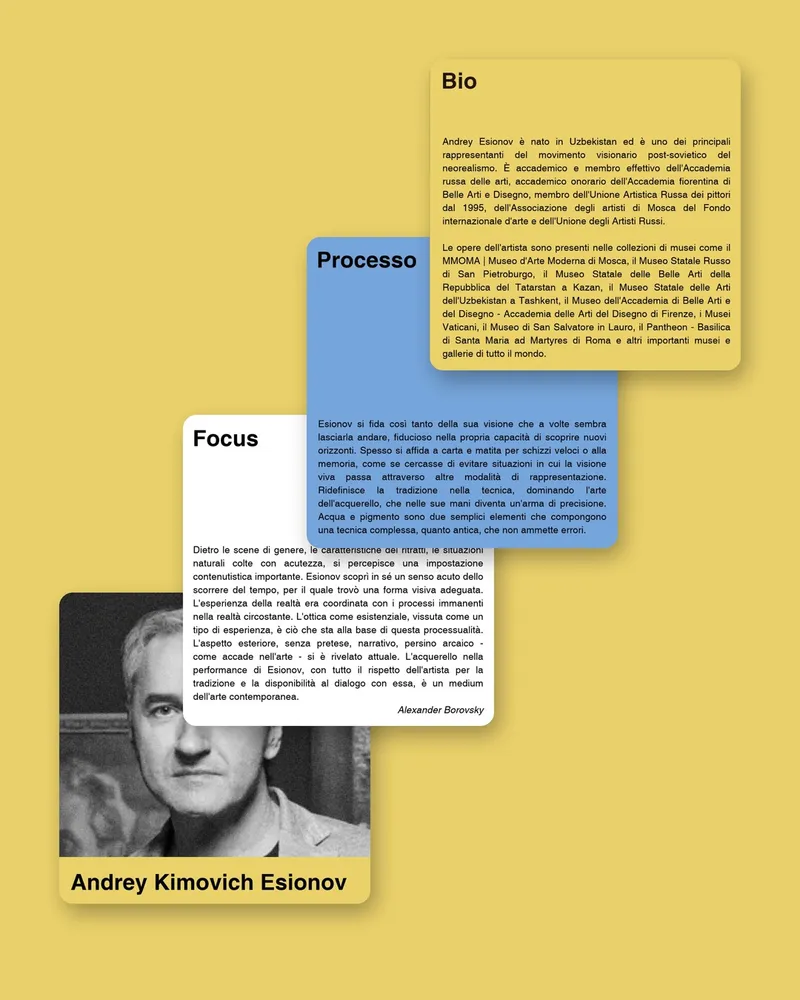 Bio
Andrey Esionov è nato in Uzbekistan ed è uno dei principali
rappresentanti del movimento visionario post-sovietico del
neorealismo. È accademico e membro effettivo dell'Accademia
russa delle arti, accademico onorario dell'Accademia fiorentina di
Belle Arti e Disegno, membro dell'Unione Artistica Russa dei pittori
dal 1995, dell'Associazione degli artisti di Mosca del Fondo
internazionale d'arte e dell'Unione degli Artisti Russi.
Le opere dell'artista sono presenti nelle collezioni di musei come il
MMOMA | Museo d'Arte Moderna di Mosca, il Museo Statale Russo
di San Pietroburgo, il Museo Statale delle Belle Arti della
Repubblica del Tatarstan a Kazan, il Museo Statale delle Arti
dell'Uzbekistan a Tashkent, il Museo dell'Accademia di Belle Arti e
del Disegno - Accademia delle Arti del Disegno di Firenze, i Musei
Vaticani, il Museo di San Salvatore in Lauro, il Pantheon - Basilica
di Santa Maria ad Martyres di Roma e altri importanti musei e
gallerie di tutto il mondo.
Processo
Esionov si fida così tanto della sua visione che a volte sembra
lasciarla andare, fiducioso nella propria capacità di scoprire nuovi
orizzonti. Spesso si affida a carta e matita per schizzi veloci o alla
memoria, come se cercasse di evitare situazioni in cui la visione
viva passa attraverso altre modalità di rappresentazione.
Ridefinisce la tradizione nella tecnica, dominando l'arte
dell'acquerello, che nelle sue mani diventa un'arma di precisione.
Acqua e pigmento sono due semplici elementi che compongono
una tecnica complessa, quanto antica, che non ammette errori.
Focus
Dietro le scene di genere, le caratteristiche dei ritratti, le situazioni
naturali colte con acutezza, si percepisce una impostazione
contenutistica importante. Esionov scoprì in sé un senso acuto dello
scorrere del tempo, per il quale trovò una forma visiva adeguata.
L'esperienza della realtà era coordinata con i processi immanenti
nella realtà circostante. L'ottica come esistenziale, vissuta come un
tipo di esperienza, è ciò che sta alla base di questa processualità.
L'aspetto esteriore, senza pretese, narrativo, persino arcaico -
come accade nell'arte - si è rivelato attuale. L'acquerello nella
performance di Esionov, con tutto il rispetto dell'artista per la
tradizione e la disponibilità al dialogo con essa, è un medium
dell'arte contemporanea.
Alexander Borovsky
Andrey Kimovich Esionov